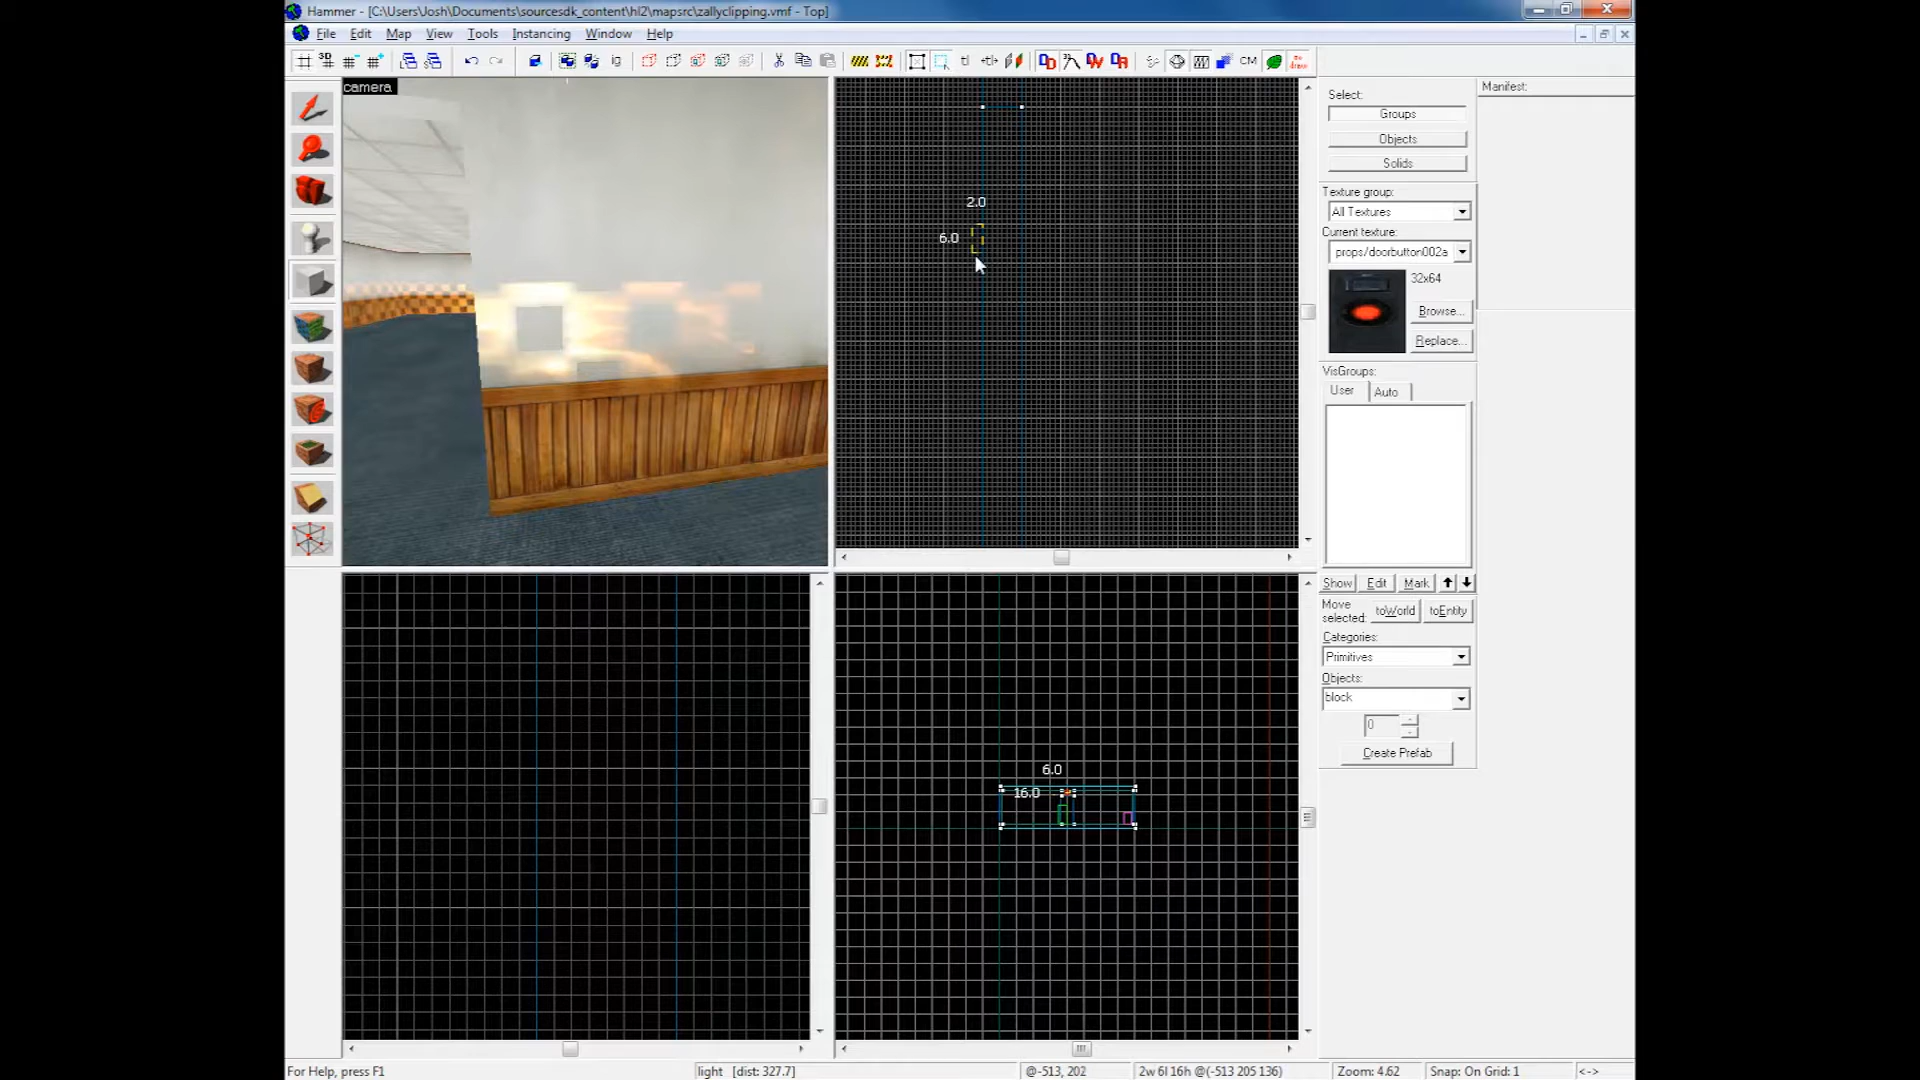 Hammer - [C:\Users\Josh\Documents\sourcesdk_content\hl2\mapsrc\zallyclipping.vmf - Top]
File Edit Map View Tools Instancing Window Help
3D ig tl +tl+ CM
camera
2.0
6.0
Select:
Groups
Objects
Solids
Manifest:
Texture group:
All Textures
Current texture:
props/doorbutton002a
32x64
Browse...
Replace...
VisGroups:
User Auto
Show Edit Mark
Move selected: toWorld toEntity
Categories:
Primitives
Objects:
block
0
Create Prefab
6.0
16.0
For Help, press F1 light [dist: 327.7] @-513, 202 2w 6l 16h @(-513 205 136) Zoom: 4.62 Snap: On Grid: 1 <->